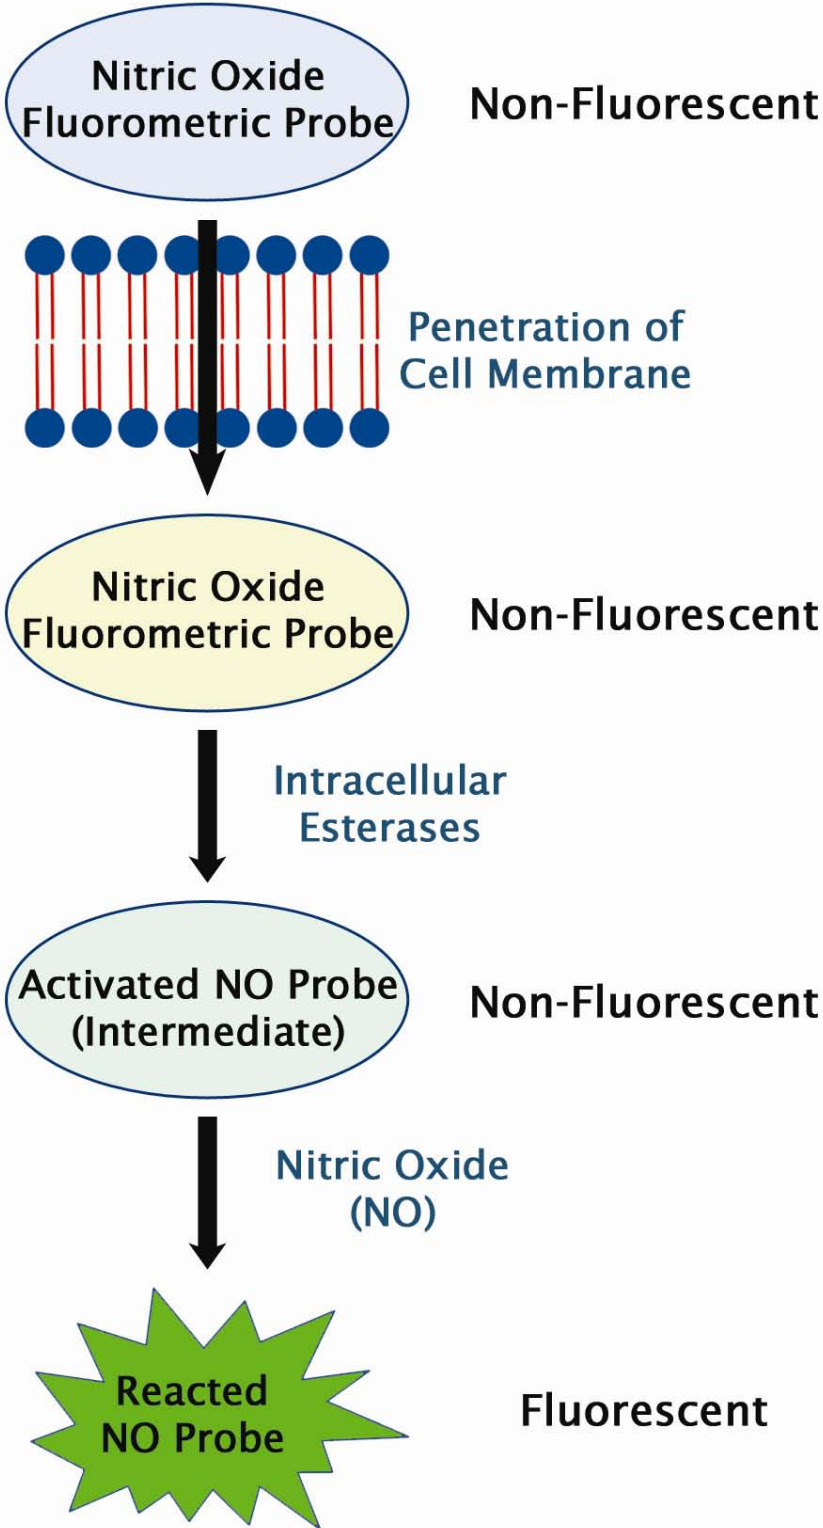 Nitric Oxide
Fluorometric Probe
Non-Fluorescent
Penetration of
Cell Membrane
Nitric Oxide
Fluorometric Probe
Non-Fluorescent
Intracellular
Esterases
Activated NO Probe
(Intermediate)
Non-Fluorescent
Nitric Oxide
(NO)
Reacted
NO Probe
Fluorescent